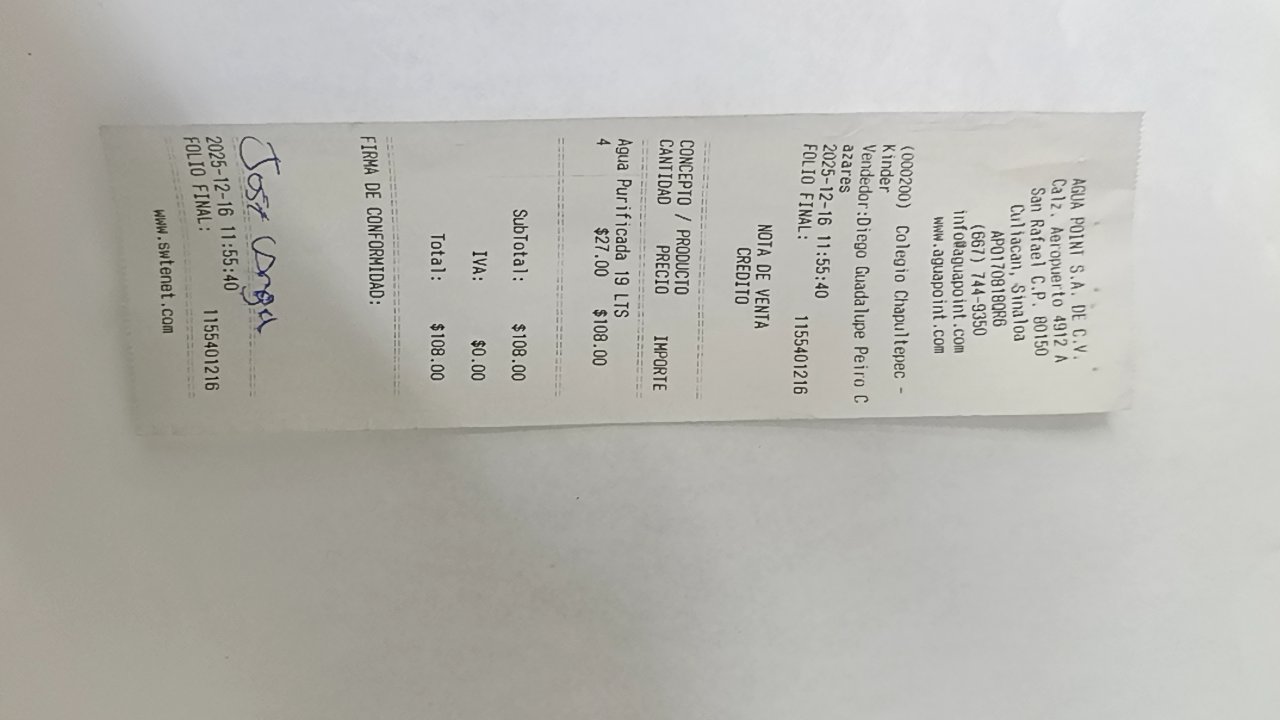 AGUA POINT S.A. DE C.V.
Calz. Aeropuerto 4912 A
San Rafael C.P. 80150
Culiacan, Sinaloa
APO170818QR6
(667) 744-9350
info@aguapoint.com
www.aguapoint.com
(000200) Colegio Chapultepec -
Kinder
Vendedor:Diego Guadalupe Peiro C
azares
2025-12-16 11:55:40
FOLIO FINAL: 1155401216
NOTA DE VENTA
CREDITO
CONCEPTO / PRODUCTO
CANTIDAD PRECIO IMPORTE
Agua Purificada 19 LTS
4 $27.00 $108.00
SubTotal: $108.00
IVA: $0.00
Total: $108.00
FIRMA DE CONFORMIDAD:
Jose
2025-12-16 11:55:40
FOLIO FINAL: 1155401216
www.swtenet.com